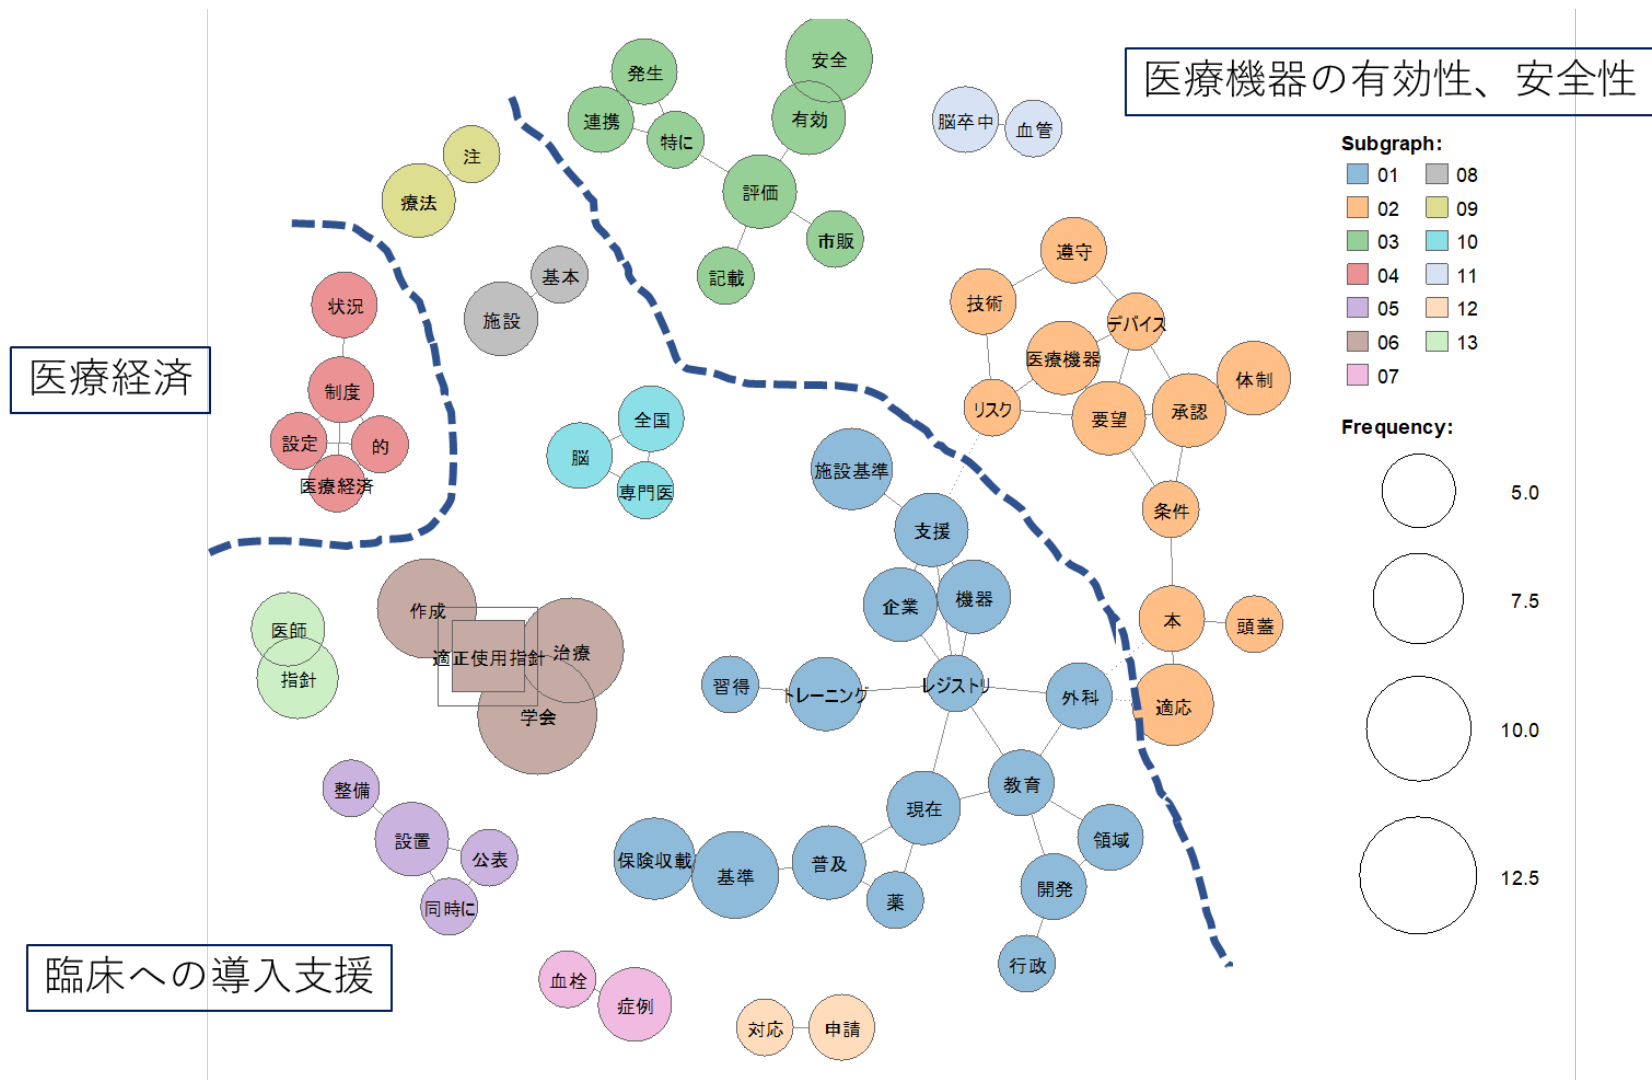 医療機器の有効性、安全性
医療経済
臨床への導入支援
安全
発生
連携
有効
特に
脳卒中
血管
注
療法
評価
市販
記載
基本
施設
状況
制度
設定
的
医療経済
全国
脳
専門医
遵守
技術
デバイス
医療機器
体制
リスク
要望
承認
条件
本
頭蓋
適応
施設基準
支援
企業
機器
習得
トレーニング
レジストリ
外科
教育
現在
領域
保険収載
基準
普及
薬
開発
行政
医師
指針
作成
適正使用指針
治療
学会
整備
設置
公表
同時に
血栓
症例
対応
申請
Subgraph:
01
08
02
09
03
10
04
11
05
12
06
13
07
Frequency:
5.0
7.5
10.0
12.5